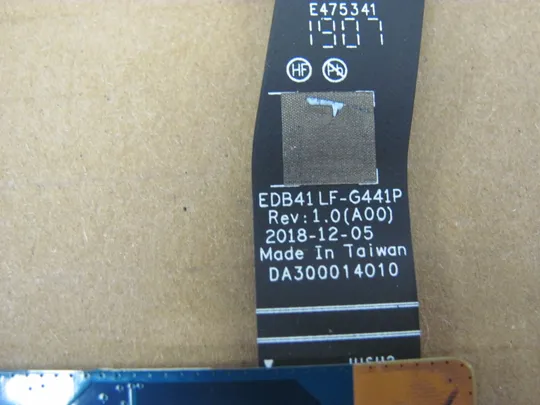 E475341
1907
HF Pb
EDB41 LF-G441P
Rev:1.0(A00)
2018-12-05
Made In Taiwan
DA300014010